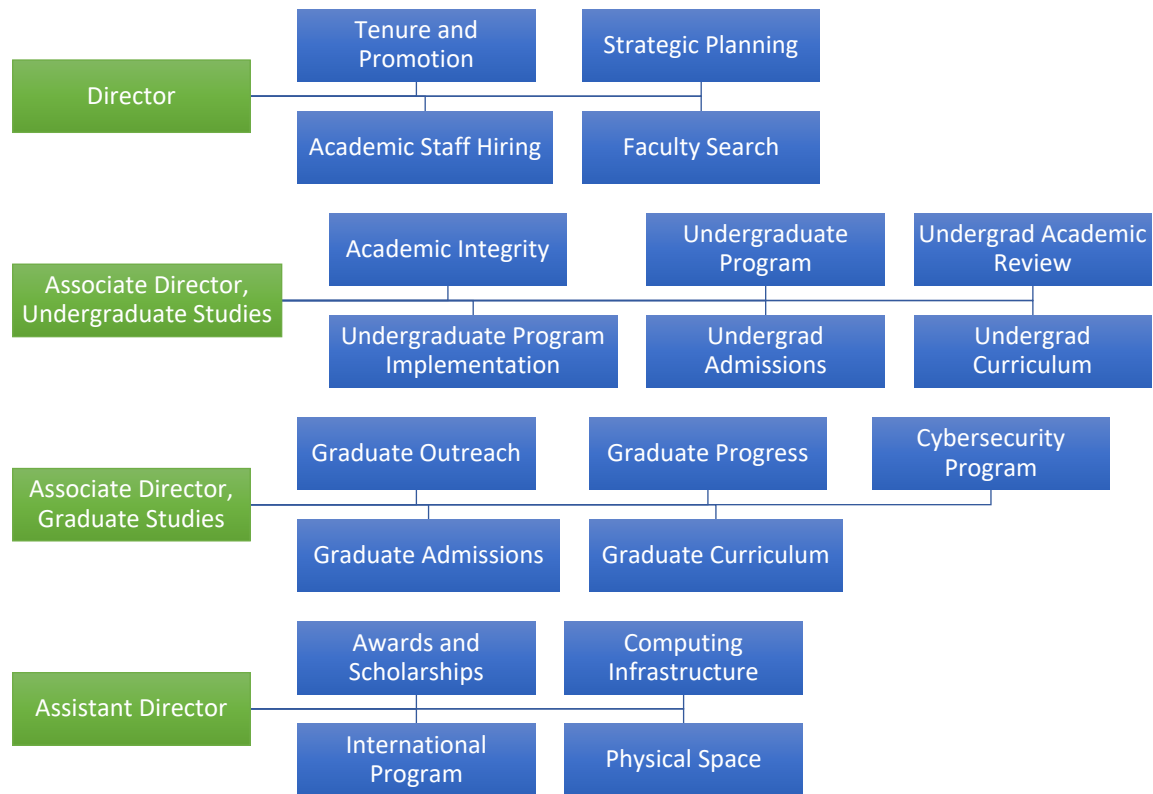 Director
Tenure and
Promotion
Strategic Planning
Academic Staff Hiring
Faculty Search
Associate Director,
Undergraduate Studies
Academic Integrity
Undergraduate
Program
Undergrad Academic
Review
Undergraduate Program
Implementation
Undergrad
Admissions
Undergrad
Curriculum
Associate Director,
Graduate Studies
Graduate Outreach
Graduate Progress
Cybersecurity
Program
Graduate Admissions
Graduate Curriculum
Assistant Director
Awards and
Scholarships
Computing
Infrastructure
International
Program
Physical Space